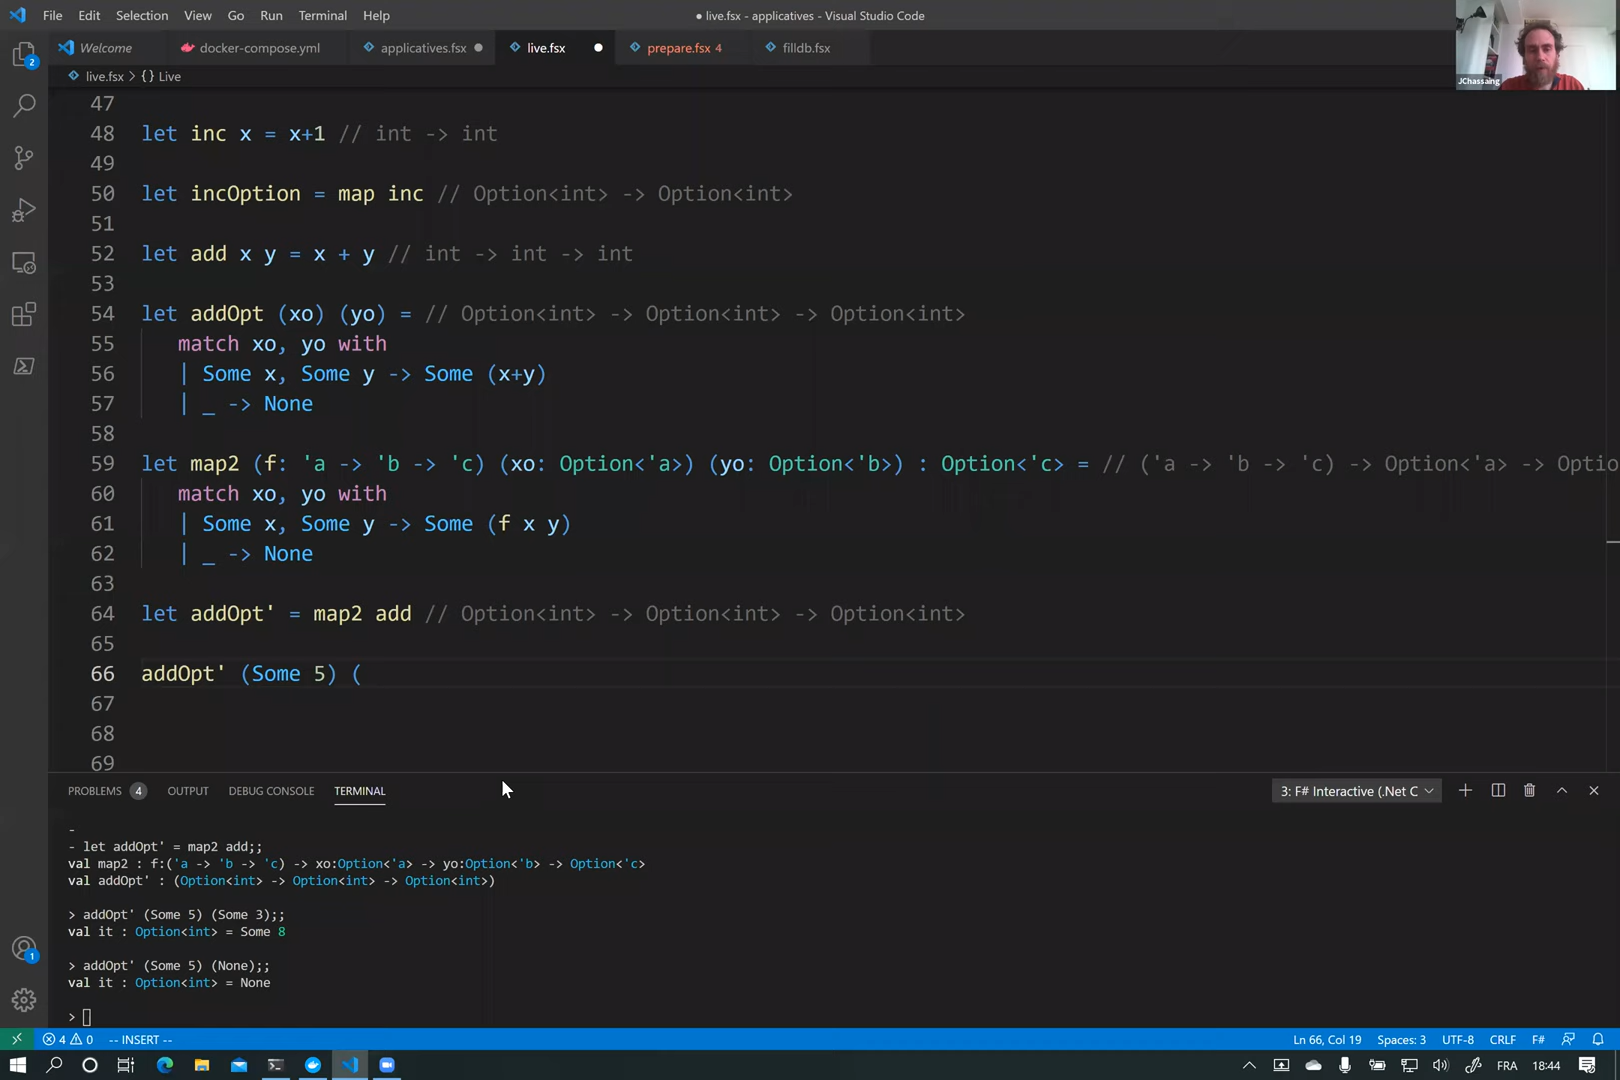 File Edit Selection View Go Run Terminal Help
● live.fsx - applicatives - Visual Studio Code
JChassaing
Welcome docker-compose.yml applicatives.fsx live.fsx prepare.fsx 4 filldb.fsx
live.fsx > {} Live
47
48 let inc x = x+1 // int -> int
49
50 let incOption = map inc // Option<int> -> Option<int>
51
52 let add x y = x + y // int -> int -> int
53
54 let addOpt (xo) (yo) = // Option<int> -> Option<int> -> Option<int>
55 match xo, yo with
56 | Some x, Some y -> Some (x+y)
57 | _ -> None
58
59 let map2 (f: 'a -> 'b -> 'c) (xo: Option<'a>) (yo: Option<'b>) : Option<'c> = // ('a -> 'b -> 'c) -> Option<'a> -> Optio
60 match xo, yo with
61 | Some x, Some y -> Some (f x y)
62 | _ -> None
63
64 let addOpt' = map2 add // Option<int> -> Option<int> -> Option<int>
65
66 addOpt' (Some 5) (
67
68
69
2
1
PROBLEMS 4 OUTPUT DEBUG CONSOLE TERMINAL 3: F# Interactive (.Net C
-
- let addOpt' = map2 add;;
val map2 : f:('a -> 'b -> 'c) -> xo:Option<'a> -> yo:Option<'b> -> Option<'c>
val addOpt' : (Option<int> -> Option<int> -> Option<int>)
> addOpt' (Some 5) (Some 3);;
val it : Option<int> = Some 8
> addOpt' (Some 5) (None);;
val it : Option<int> = None
>
4 0 -- INSERT -- Ln 66, Col 19 Spaces: 3 UTF-8 CRLF F#
FRA 18:44